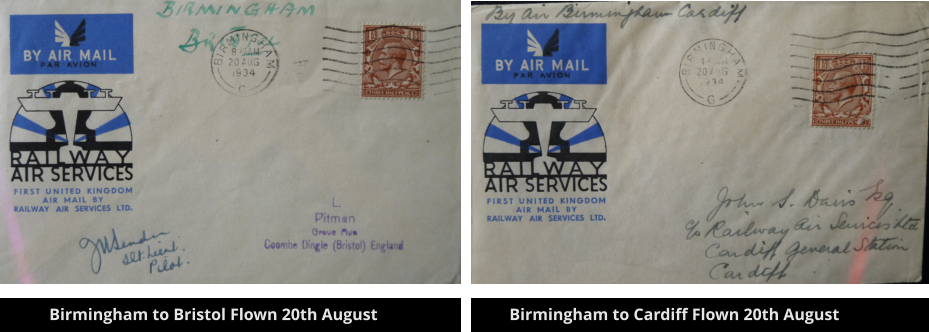 BIRMINGHAM
BY AIR MAIL
PAR AVION
BIRMINGHAM
20 AUG
1934
RAILWAY
AIR SERVICES
FIRST UNITED KINGDOM
AIR MAIL BY
RAILWAY AIR SERVICES LTD.
L
Pitman
Grove
Coombe Dingle (Bristol) England
Pilot.
Birmingham to Bristol Flown 20th August
By Air Birmingham Cardiff
BY AIR MAIL
PAR AVION
BIRMINGHAM
20 AUG
1934
G
RAILWAY
AIR SERVICES
FIRST UNITED KINGDOM
AIR MAIL BY
RAILWAY AIR SERVICES LTD.
John S. Davis Esq.
c/o Railway Air Services Ltd
Cardiff General Station
Cardiff
Birmingham to Cardiff Flown 20th August